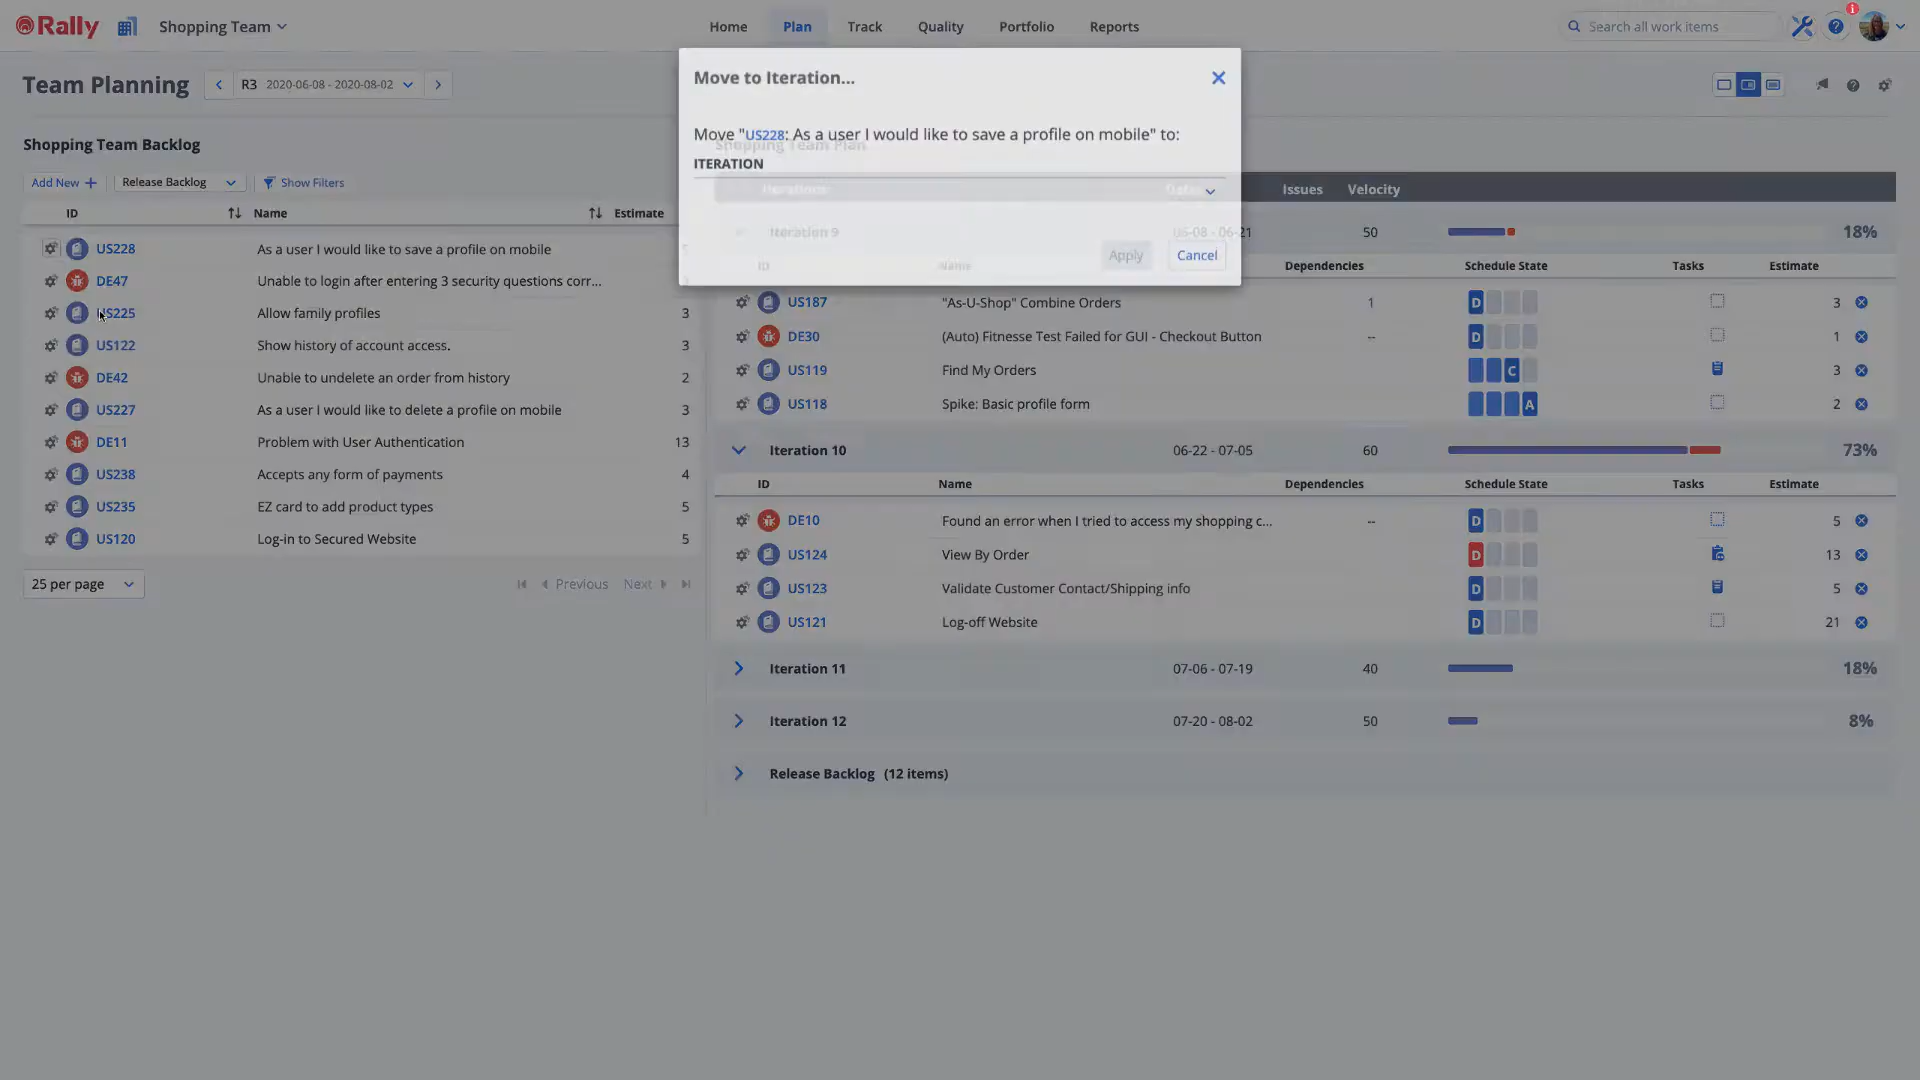 Rally
Shopping Team
Home
Plan
Track
Quality
Portfolio
Reports
Search all work items
Team Planning
R3 2020-06-08 - 2020-08-02
Shopping Team Backlog
Add New +
Release Backlog
Show Filters
ID
Name
Estimate
US228 As a user I would like to save a profile on mobile
DE47 Unable to login after entering 3 security questions corr...
US225 Allow family profiles 3
US122 Show history of account access. 3
DE42 Unable to undelete an order from history 2
US227 As a user I would like to delete a profile on mobile 3
DE11 Problem with User Authentication 13
US238 Accepts any form of payments 4
US235 EZ card to add product types 5
US120 Log-in to Secured Website 5
25 per page
Previous
Next
Move to Iteration...
Move "US228: As a user I would like to save a profile on mobile" to:
ITERATION
Apply
Cancel
Shopping Team Plan
Iterations Dates Issues Velocity
Iteration 9 06-08 - 06-21 50 18%
ID Name Dependencies Schedule State Tasks Estimate
US187 "As-U-Shop" Combine Orders 1 D 3
DE30 (Auto) Fitnesse Test Failed for GUI - Checkout Button -- D 1
US119 Find My Orders C 3
US118 Spike: Basic profile form A 2
Iteration 10 06-22 - 07-05 60 73%
ID Name Dependencies Schedule State Tasks Estimate
DE10 Found an error when I tried to access my shopping c... -- D 5
US124 View By Order D 13
US123 Validate Customer Contact/Shipping info D 5
US121 Log-off Website D 21
Iteration 11 07-06 - 07-19 40 18%
Iteration 12 07-20 - 08-02 50 8%
Release Backlog (12 items)